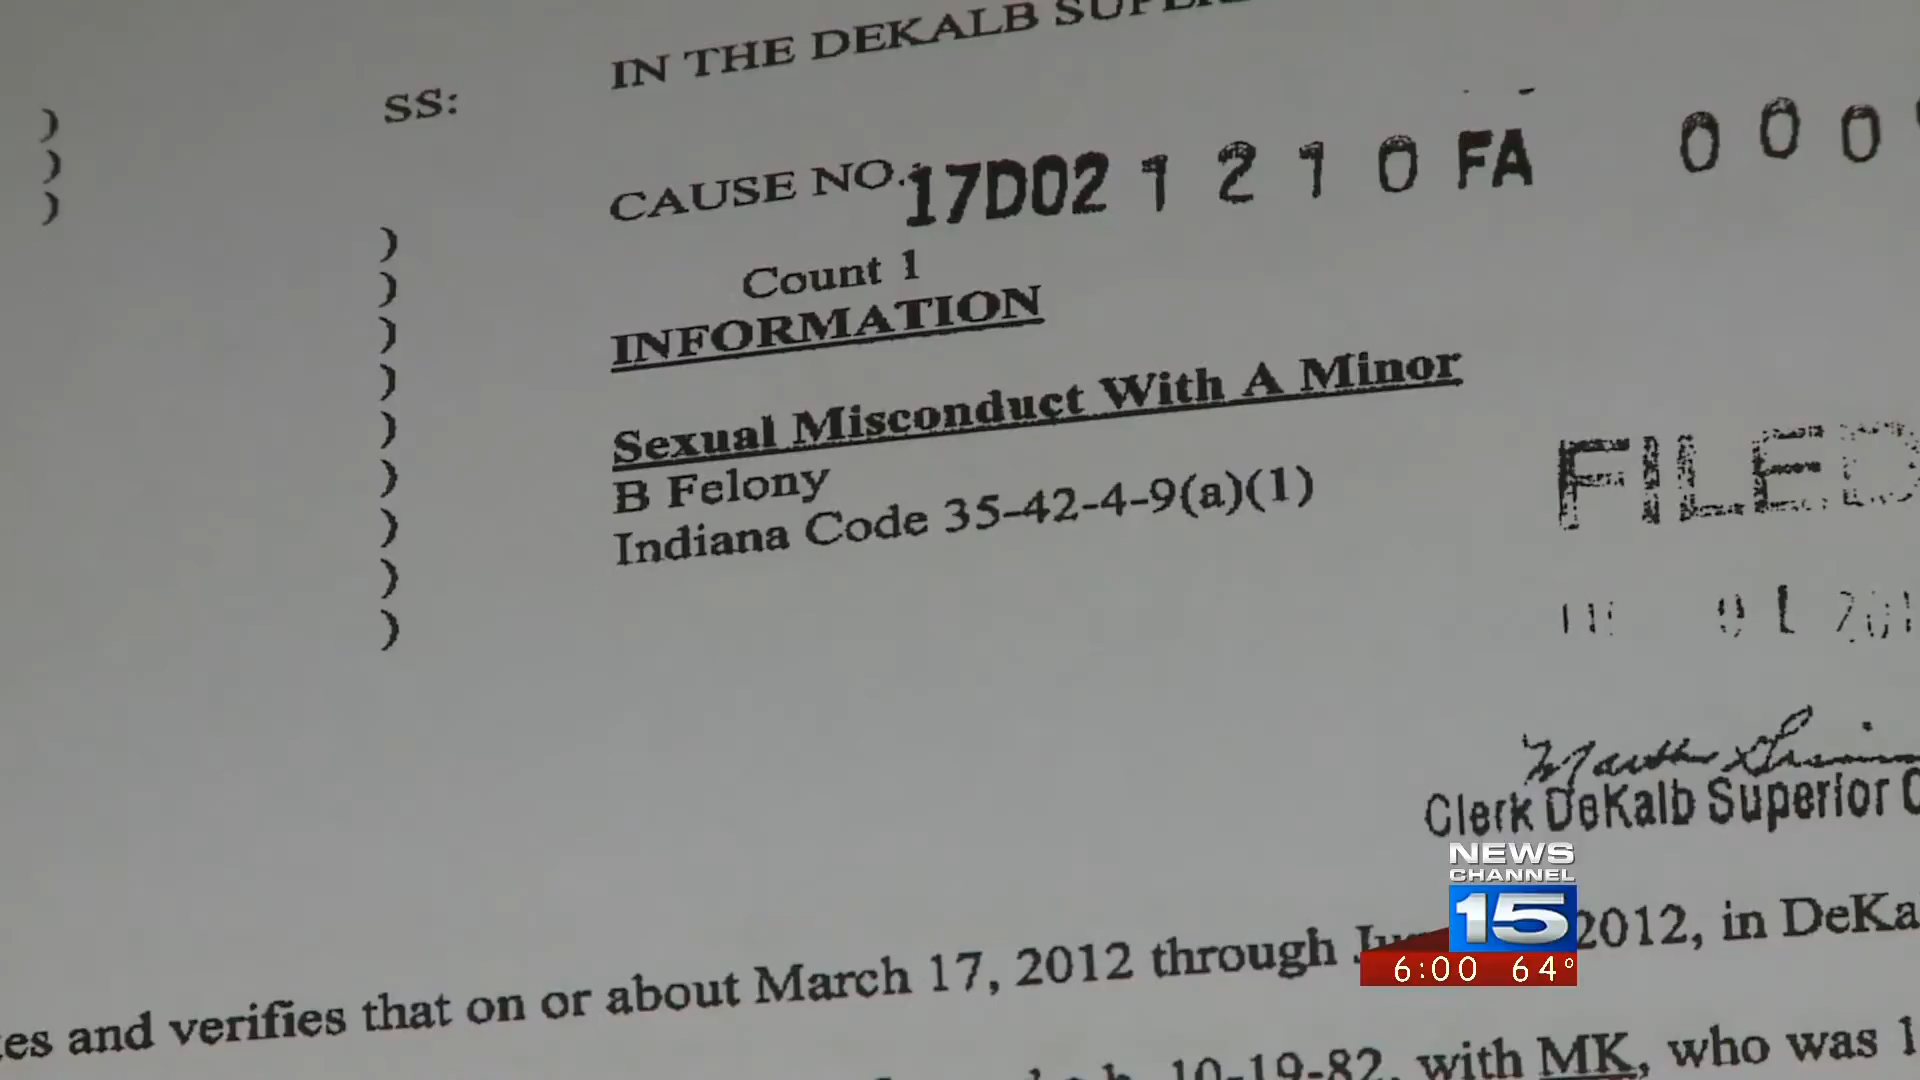 IN THE DEKALB
SS:
)
)
)
CAUSE NO.:
17D02 1 2 1 0 FA 0 0 0
)
)
)
)
)
)
)
)
)
Count 1
INFORMATION
Sexual Misconduct With A Minor
B Felony
Indiana Code 35-42-4-9(a)(1)
FILED
Clerk DeKalb Superior
and verifies that on or about March 17, 2012 through 2012, in
10-19-82, with MK, who was
NEWS
CHANNEL
15
6:00 64°